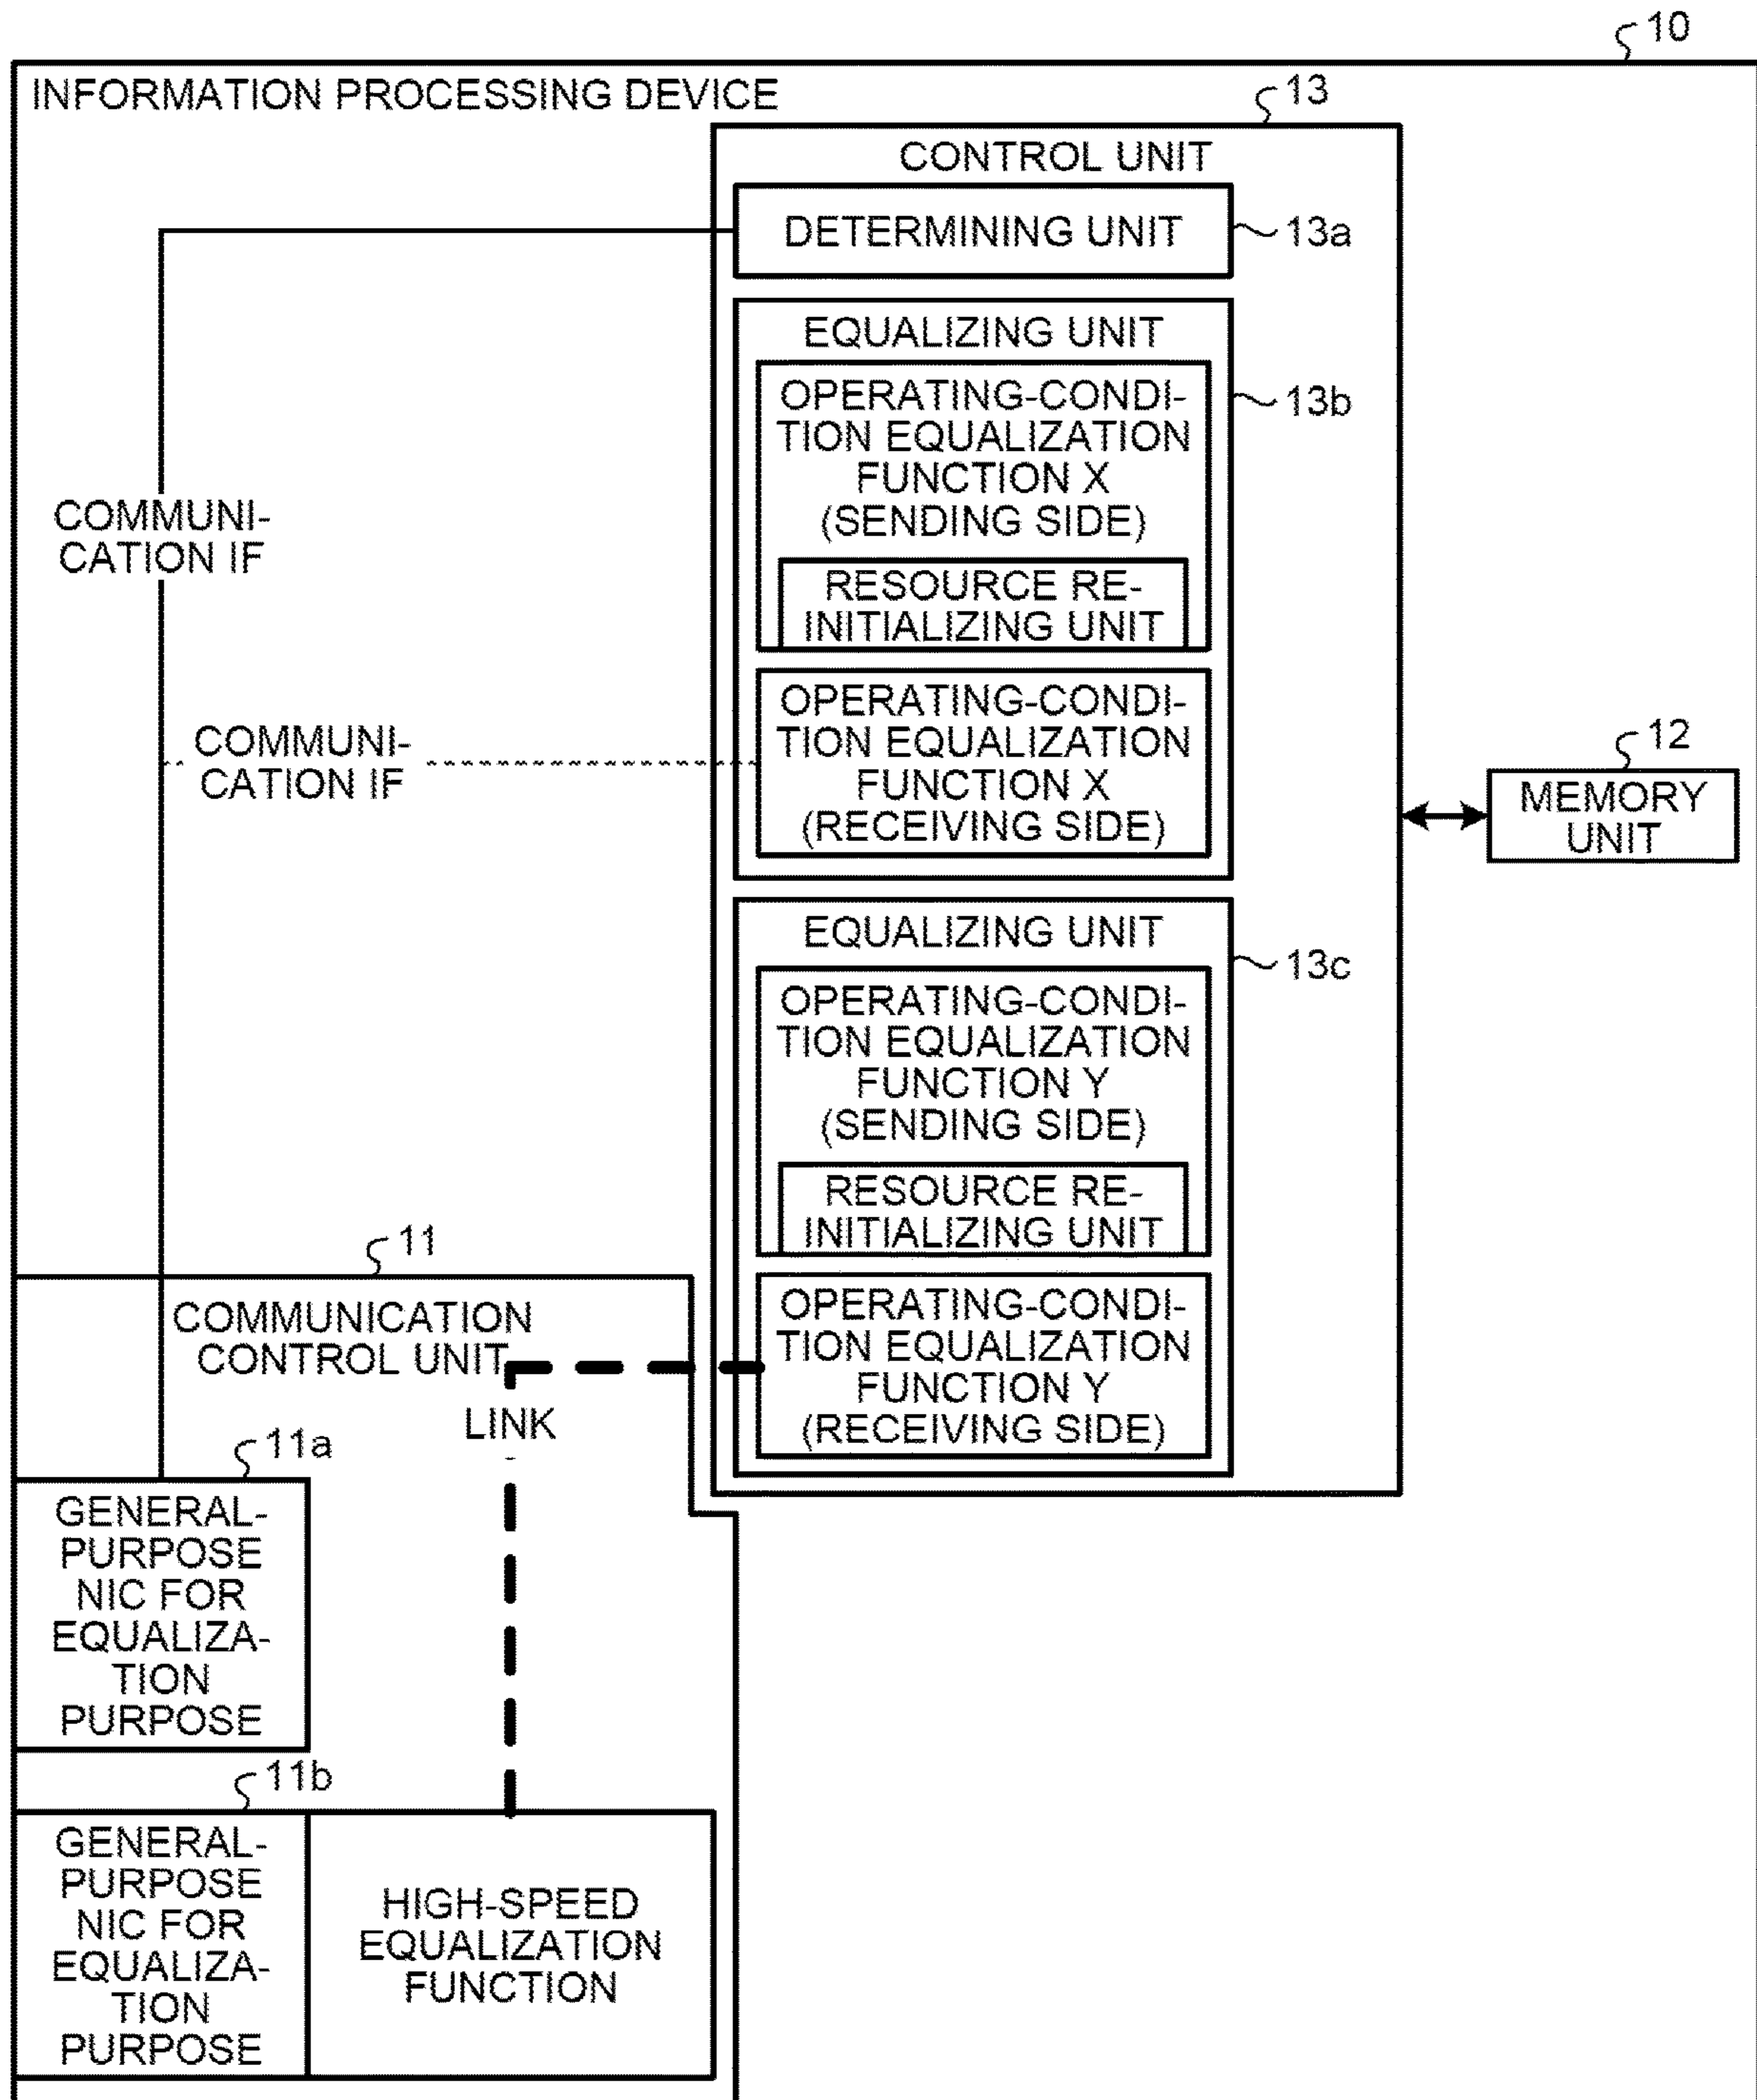 10
INFORMATION PROCESSING DEVICE
13
CONTROL UNIT
DETERMINING UNIT
13a
EQUALIZING UNIT
13b
OPERATING-CONDI-
TION EQUALIZATION
FUNCTION X
(SENDING SIDE)
RESOURCE RE-
INITIALIZING UNIT
COMMUNI-
CATION IF
OPERATING-CONDI-
TION EQUALIZATION
FUNCTION X
(RECEIVING SIDE)
COMMUNI-
CATION IF
12
MEMORY
UNIT
EQUALIZING UNIT
13c
OPERATING-CONDI-
TION EQUALIZATION
FUNCTION Y
(SENDING SIDE)
RESOURCE RE-
INITIALIZING UNIT
OPERATING-CONDI-
TION EQUALIZATION
FUNCTION Y
(RECEIVING SIDE)
11
COMMUNICATION
CONTROL UNIT
LINK
11a
GENERAL-
PURPOSE
NIC FOR
EQUALIZA-
TION
PURPOSE
11b
GENERAL-
PURPOSE
NIC FOR
EQUALIZA-
TION
PURPOSE
HIGH-SPEED
EQUALIZATION
FUNCTION